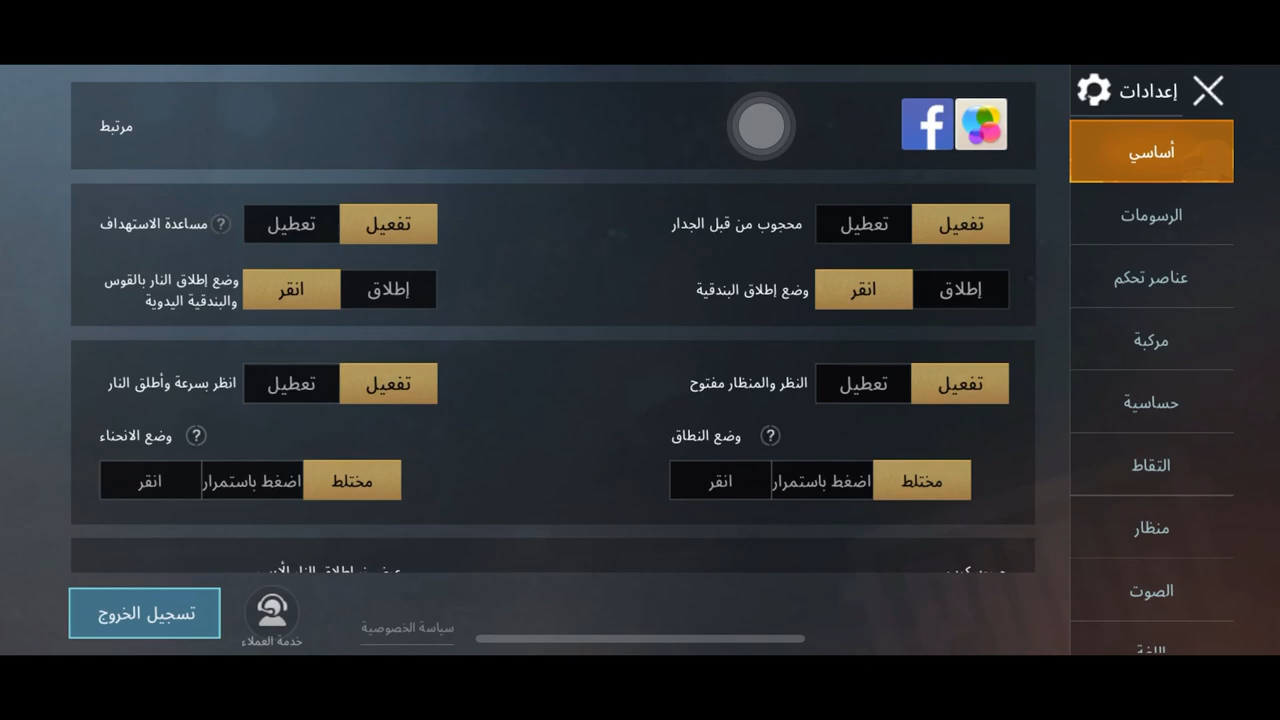 إعدادات
أساسي
الرسومات
عناصر تحكم
مركبة
حساسية
التقاط
منظار
الصوت
اللغة
مرتبط
محجوب من قبل الجدار
تعطيل
تفعيل
مساعدة الاستهداف ?
تعطيل
تفعيل
وضع إطلاق البندقية
انقر
إطلاق
وضع إطلاق النار بالقوس
والبندقية اليدوية
انقر
إطلاق
النظر والمنظار مفتوح
تعطيل
تفعيل
انظر بسرعة وأطلق النار
تعطيل
تفعيل
وضع النطاق ?
انقر
اضغط باستمرار
مختلط
وضع الانحناء ?
انقر
اضغط باستمرار
مختلط
تسجيل الخروج
خدمة العملاء
سياسة الخصوصية